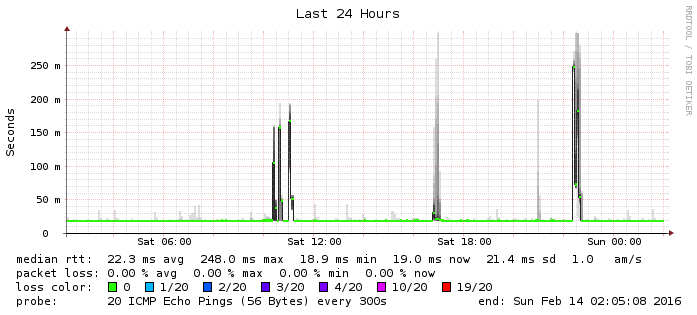 Last 24 Hours
RRDTOOL / TOBI OETIKER
Seconds
250 m
200 m
150 m
100 m
50 m
0
Sat 06:00 Sat 12:00 Sat 18:00 Sun 00:00
median rtt: 22.3 ms avg 248.0 ms max 18.9 ms min 19.0 ms now 21.4 ms sd 1.0 am/s
packet loss: 0.00 % avg 0.00 % max 0.00 % min 0.00 % now
loss color: 0 1/20 2/20 3/20 4/20 10/20 19/20
probe: 20 ICMP Echo Pings (56 Bytes) every 300s end: Sun Feb 14 02:05:08 2016